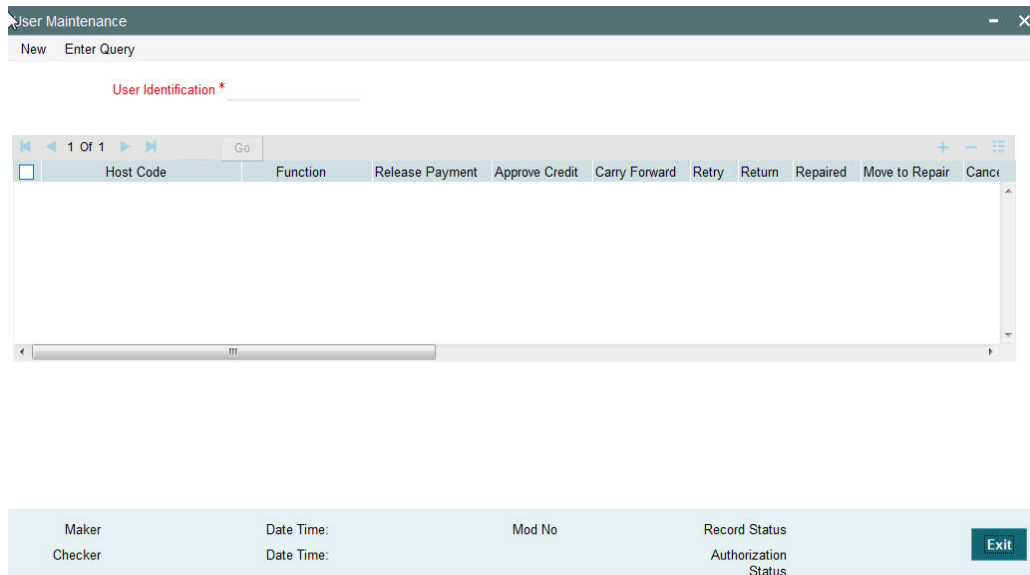 User Maintenance
New Enter Query
User Identification *
1 Of 1 Go
Host Code Function Release Payment Approve Credit Carry Forward Retry Return Repaired Move to Repair Cance
Maker Date Time: Mod No Record Status
Checker Date Time: Authorization Status
Exit